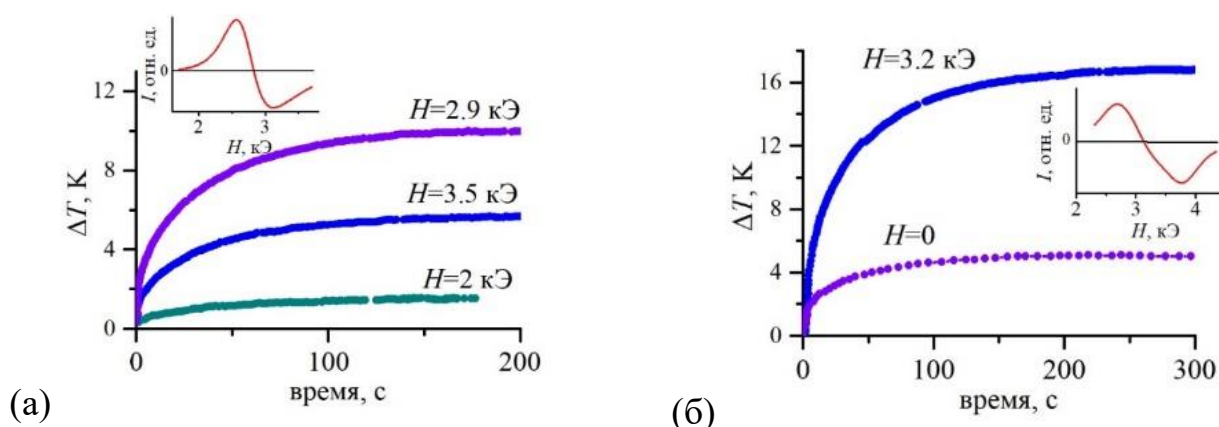 I, отн. ед.
0
2 3
H, кЭ
12
8
4
0
ΔT, К
H=2.9 кЭ
H=3.5 кЭ
H=2 кЭ
0 100 200
время, с
(а)
16
12
8
4
0
ΔT, К
H=3.2 кЭ
I, отн. ед.
0
2 3 4
H, кЭ
H=0
0 100 200 300
время, с
(б)